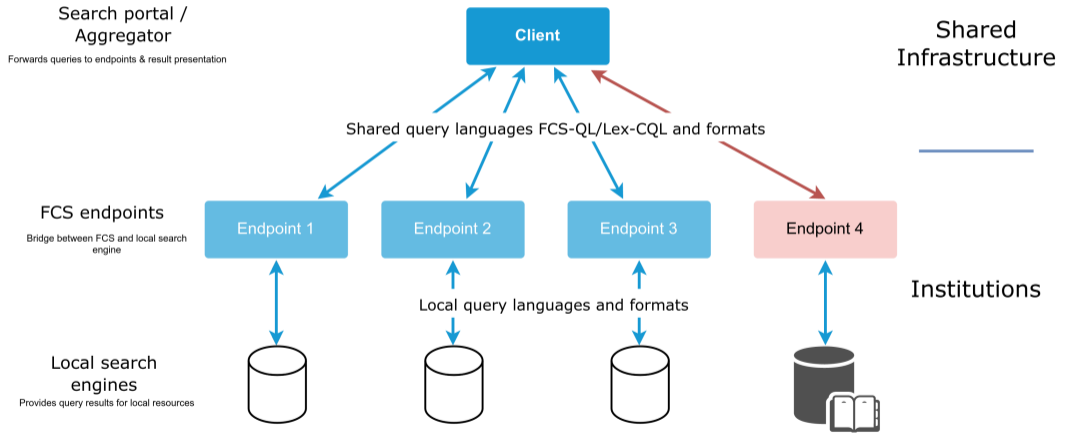 Search portal /
Aggregator
Forwards queries to endpoints & result presentation
Client
Shared
Infrastructure
Shared query languages FCS-QL/Lex-CQL and formats
FCS endpoints
Bridge between FCS and local search
engine
Endpoint 1
Endpoint 2
Endpoint 3
Endpoint 4
Institutions
Local query languages and formats
Local search
engines
Provides query results for local resources